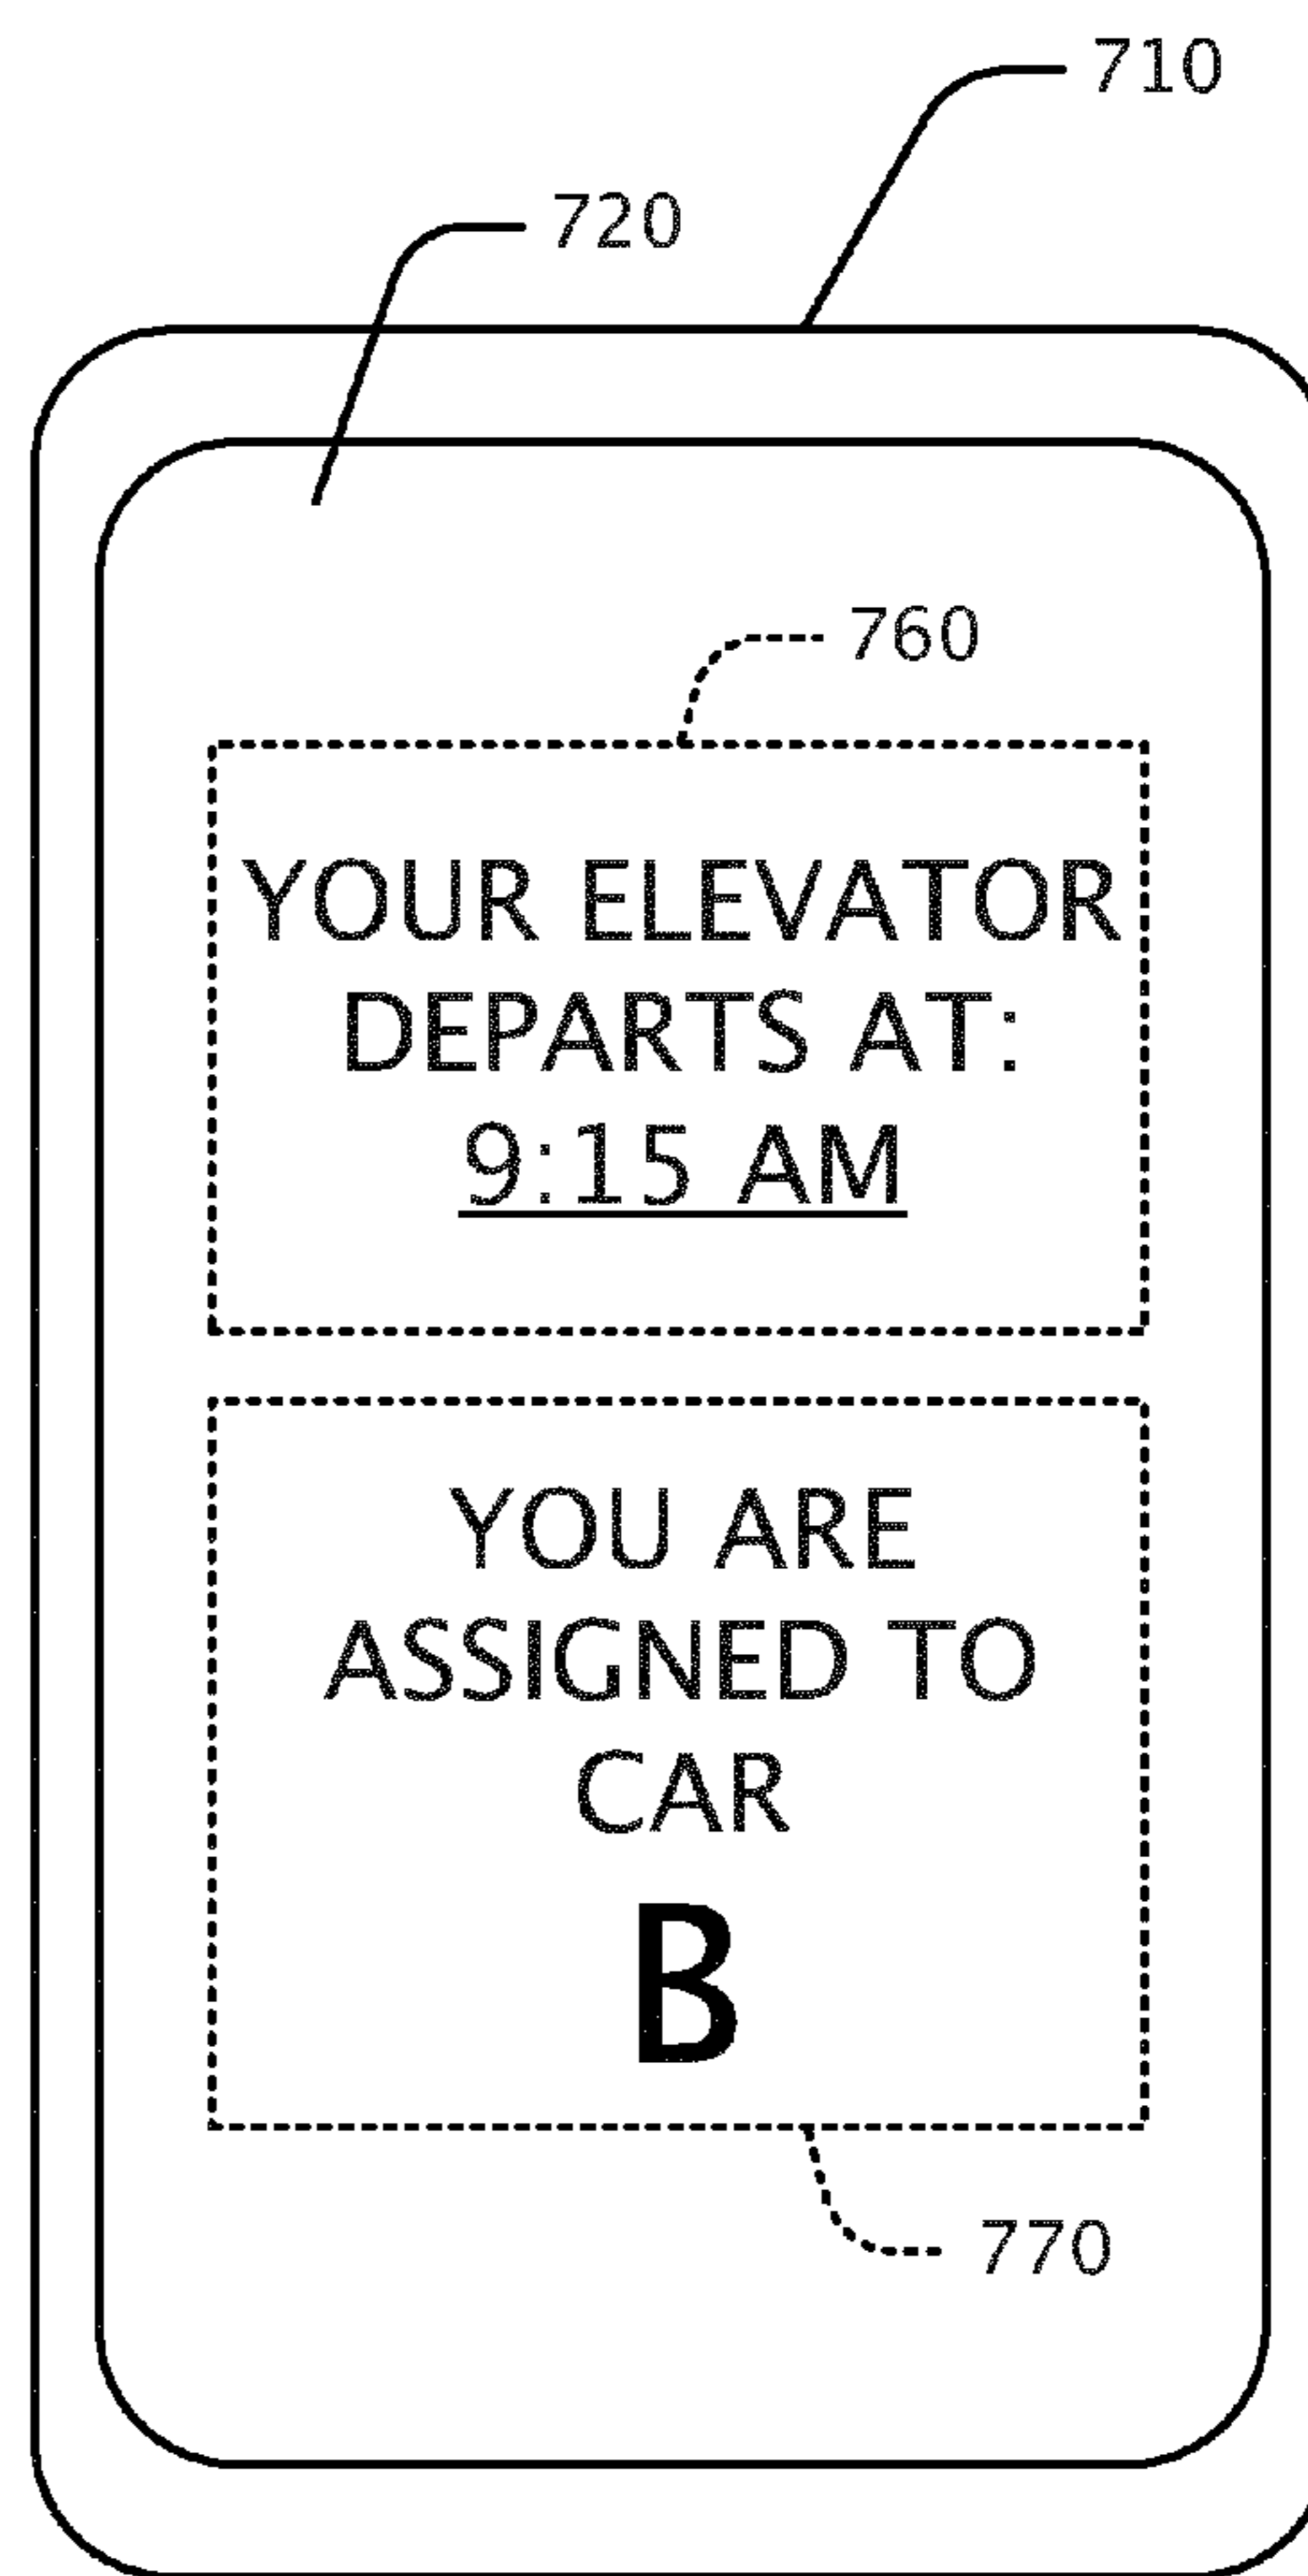 710
720
760
YOUR ELEVATOR
DEPARTS AT:
9:15 AM
YOU ARE
ASSIGNED TO
CAR
B
770